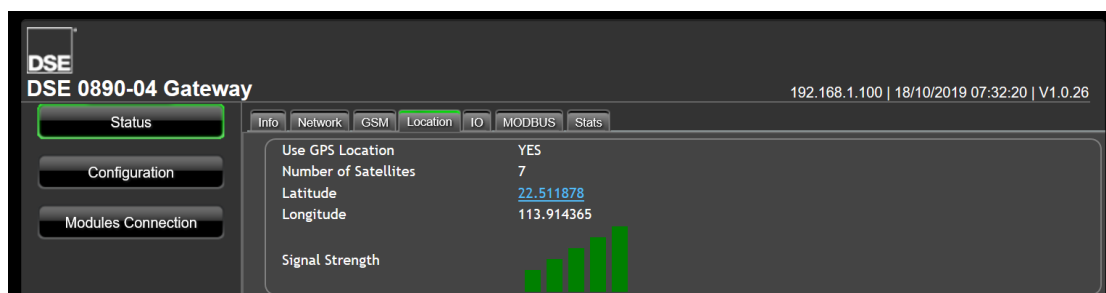 DSE
DSE 0890-04 Gateway
192.168.1.100 | 18/10/2019 07:32:20 | V1.0.26
Status
Configuration
Modules Connection
Info Network GSM Location IO MODBUS Stats
Use GPS Location YES
Number of Satellites 7
Latitude 22.511878
Longitude 113.914365
Signal Strength